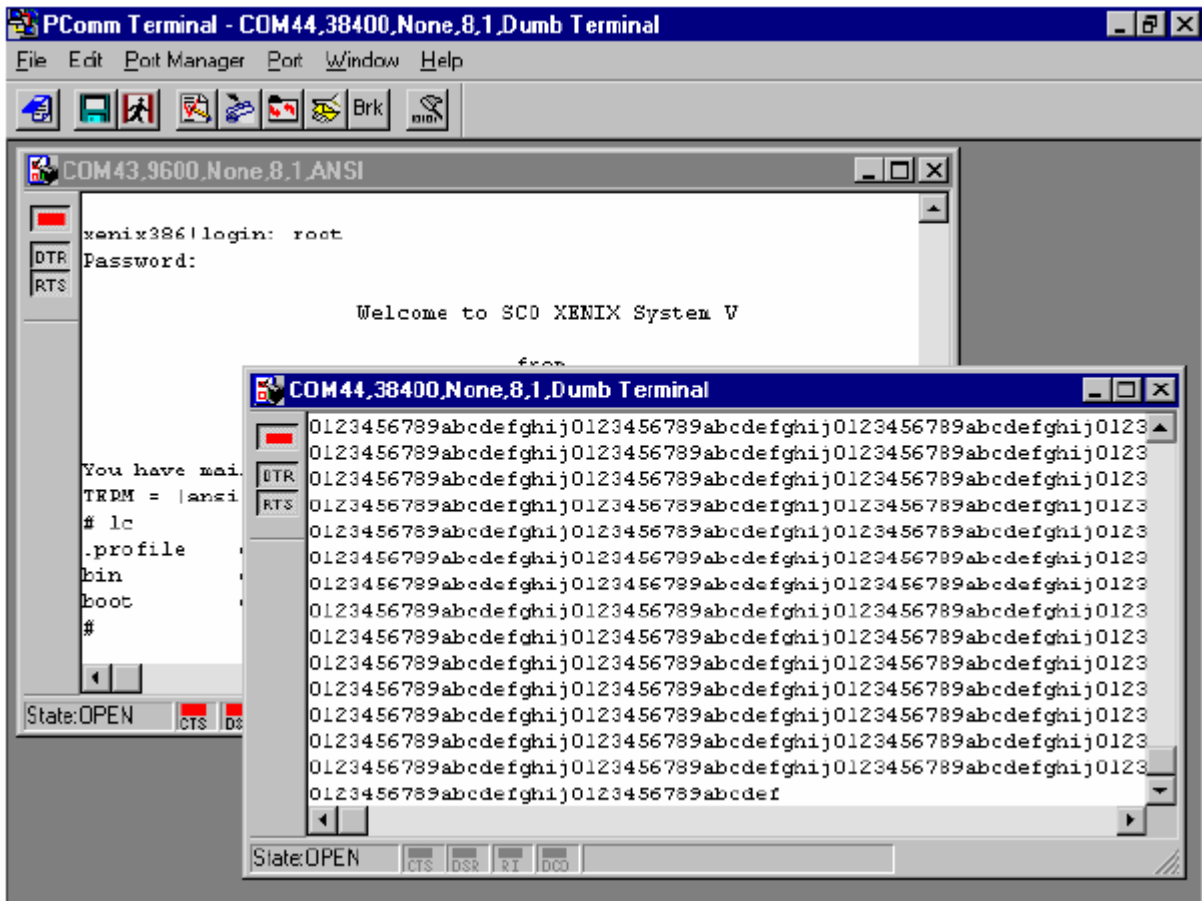 PComm Terminal - COM44,38400,None,8,1,Dumb Terminal
File Edit Port Manager Port Window Help
Brk
COM43,9600,None,8,1,ANSI
DTR
RTS
xenix386!login: root
Password:
Welcome to SCO XENIX System V
from
You have mai
TERM = (ansi
# lc
.profile
bin
boot
#
State:OPEN CTS DS
COM44,38400,None,8,1,Dumb Terminal
DTR
RTS
0123456789abcdefghij0123456789abcdefghij0123456789abcdefghij0123
0123456789abcdefghij0123456789abcdefghij0123456789abcdefghij0123
0123456789abcdefghij0123456789abcdefghij0123456789abcdefghij0123
0123456789abcdefghij0123456789abcdefghij0123456789abcdefghij0123
0123456789abcdefghij0123456789abcdefghij0123456789abcdefghij0123
0123456789abcdefghij0123456789abcdefghij0123456789abcdefghij0123
0123456789abcdefghij0123456789abcdefghij0123456789abcdefghij0123
0123456789abcdefghij0123456789abcdefghij0123456789abcdefghij0123
0123456789abcdefghij0123456789abcdefghij0123456789abcdefghij0123
0123456789abcdefghij0123456789abcdefghij0123456789abcdefghij0123
0123456789abcdefghij0123456789abcdefghij0123456789abcdefghij0123
0123456789abcdefghij0123456789abcdefghij0123456789abcdefghij0123
0123456789abcdefghij0123456789abcdefghij0123456789abcdefghij0123
0123456789abcdefghij0123456789abcdefghij0123456789abcdefghij0123
0123456789abcdefghij0123456789abcdef
State:OPEN CTS DSR RI DCD